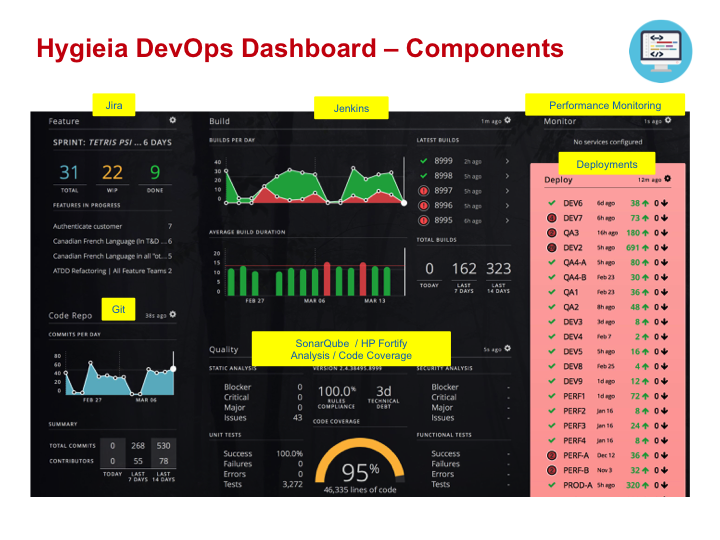 Hygieia DevOps Dashboard – Components
Jira
Feature
SPRINT: TETRIS PSI ... 6 DAYS
31 22 9
TOTAL WIP DONE
FEATURES IN PROGRESS
Authenticate customer 7
Canadian French Language (In T&D ... 6
Canadian French Language in all "ot... 5
ATDD Refactoring | All Feature Teams 2
Git
Code Repo 38s ago
COMMITS PER DAY
80
60
40
20
0
FEB 27 MAR 06
SUMMARY
TOTAL COMMITS 0 268 530
CONTRIBUTORS 0 55 78
TODAY LAST 7 DAYS LAST 14 DAYS
Jenkins
Build 1m ago
BUILDS PER DAY
40
30
20
10
0
AVERAGE BUILD DURATION
20
15
10
5
0
FEB 27 MAR 06 MAR 13
LATEST BUILDS
8999 2h ago
8998 5h ago
8997 5h ago
8996 5h ago
8995 6h ago
TOTAL BUILDS
0 162 323
TODAY LAST 7 DAYS LAST 14 DAYS
SonarQube / HP Fortify
Analysis / Code Coverage
Quality 5s ago
STATIC ANALYSIS
Blocker 0
Critical 0
Major 0
Issues 43
VERSION 2.4.38495.8999
100.0% 3d
RULES COMPLIANCE TECHNICAL DEBT
SECURITY ANALYSIS
Blocker -
Critical -
Major -
Issues -
UNIT TESTS
Success 100.0%
Failures 0
Errors 0
Tests 3,272
CODE COVERAGE
95%
46,335 lines of code
FUNCTIONAL TESTS
Success -
Failures -
Errors -
Tests -
Performance Monitoring
Monitor 1s ago
No services configured
Deployments
Deploy 12m ago
DEV6 6d ago 38 0
DEV7 6h ago 73 0
QA3 16h ago 180 0
DEV2 5h ago 691 0
QA4-A 5h ago 80 0
QA4-B Feb 23 30 0
QA1 Feb 23 36 0
QA2 8h ago 48 0
DEV3 3d ago 8 0
DEV4 Feb 7 2 0
DEV5 5h ago 16 0
DEV8 Feb 25 4 0
DEV9 1d ago 12 0
PERF1 1d ago 72 0
PERF2 Jan 16 8 0
PERF3 Jan 16 24 0
PERF4 Jan 16 8 0
PERF-A Dec 12 36 0
PERF-B Nov 3 32 0
PROD-A 5h ago 320 0